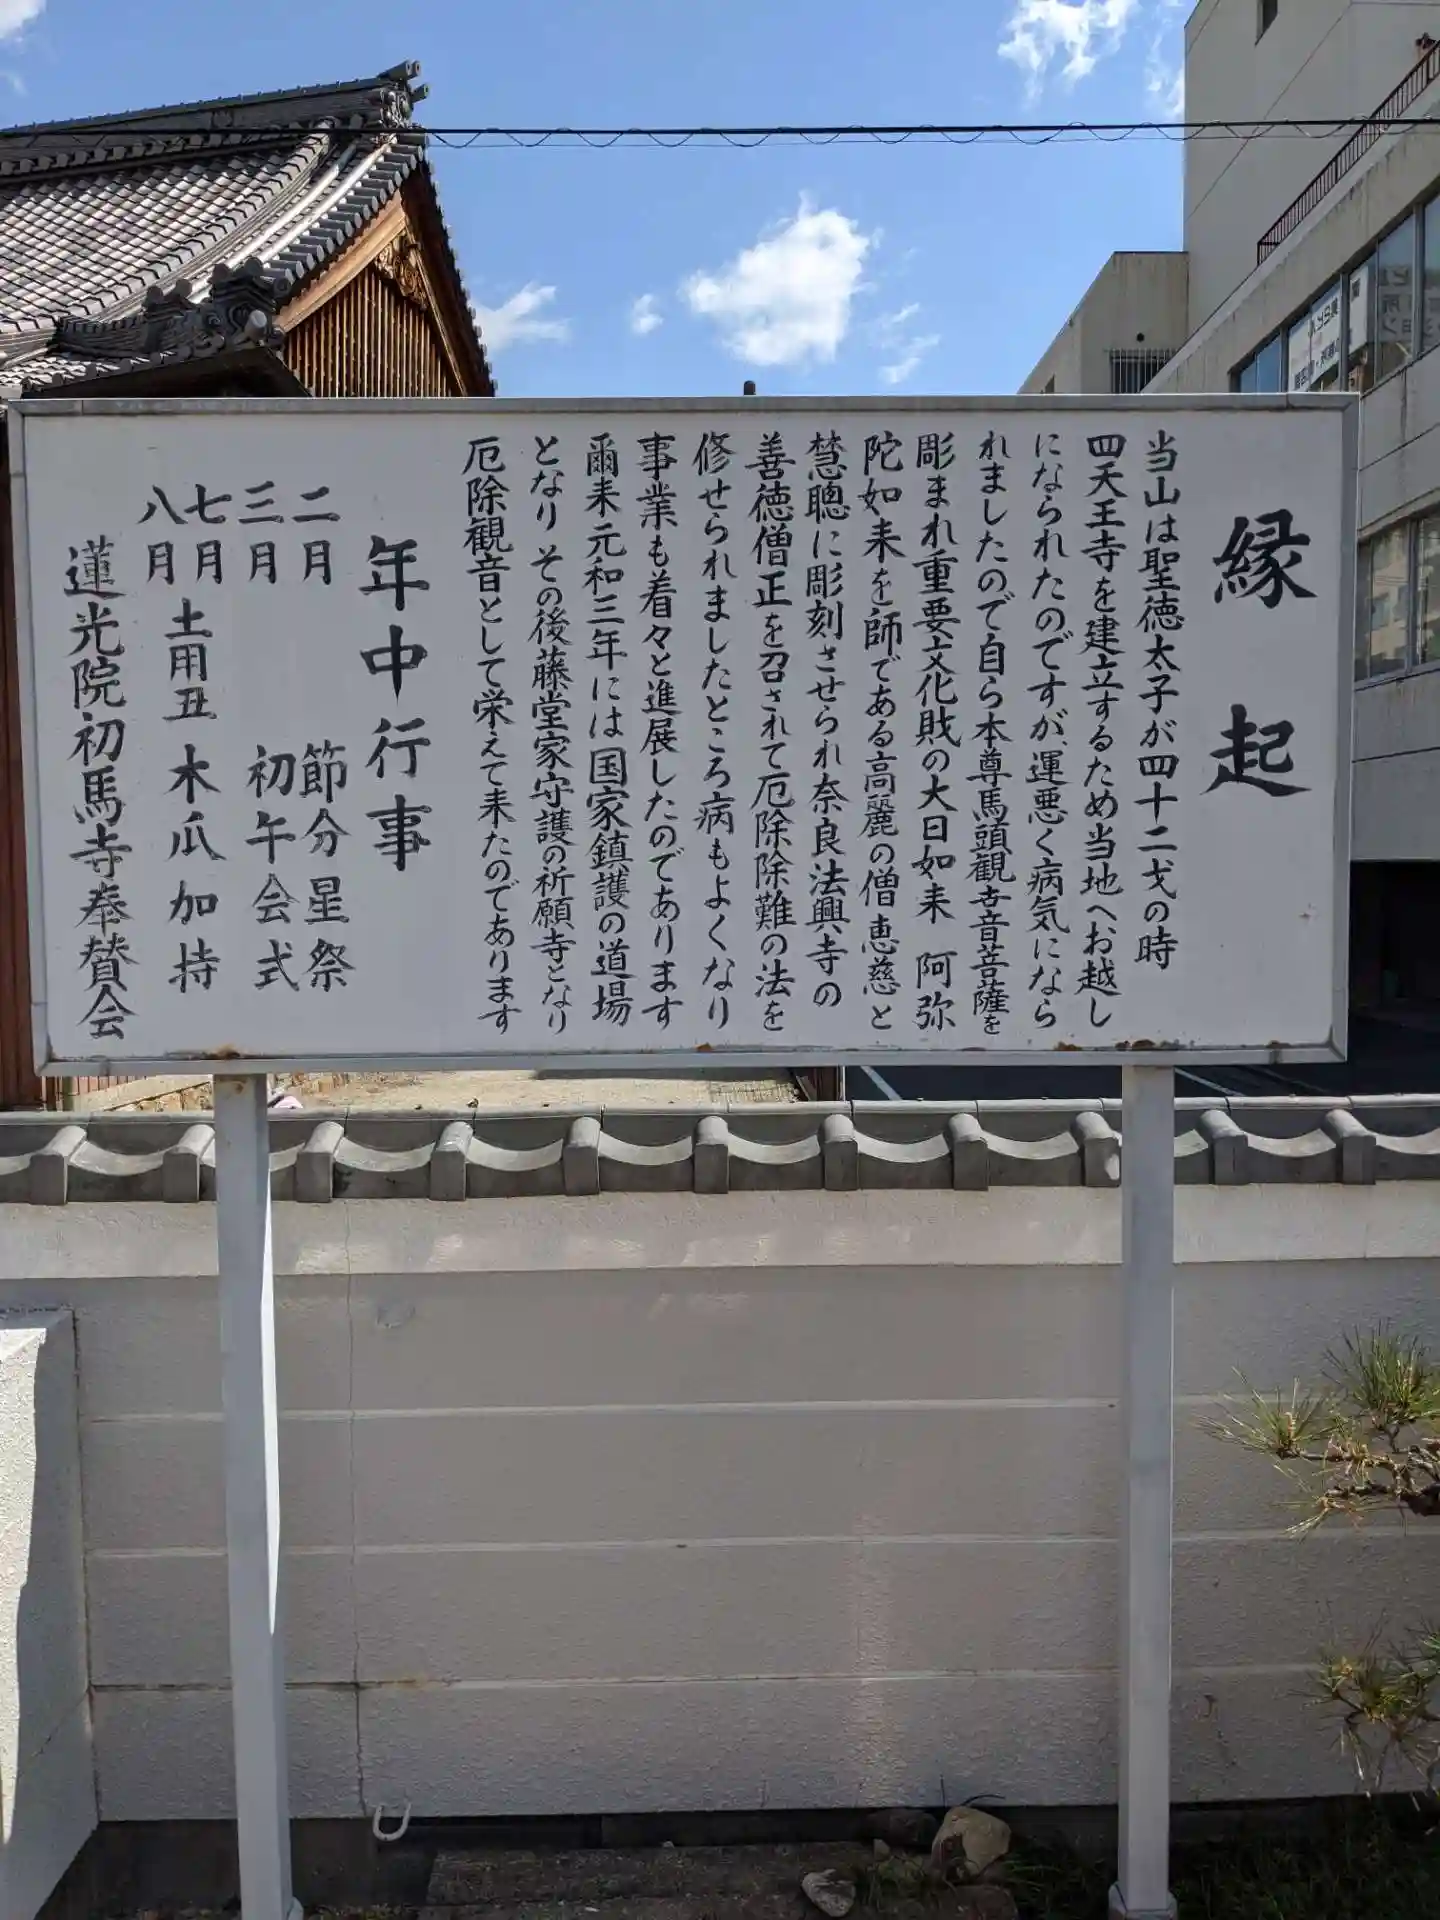 縁起
当山は聖徳太子が四十二才の時
四天王寺を建立するため当地へお越し
になられたのですが、運悪く病気になら
れましたので自ら本尊馬頭観世音菩薩を
彫まれ重要文化財の大日如来 阿弥
陀如来を師である高麗の僧恵慈と
慧聰に彫刻させられ奈良法興寺の
善徳僧正を召されて厄除除難の法を
修せられましたところ病もよくなり
事業も着々と進展したのであります
爾来元和三年には国家鎮護の道場
となり その後藤堂家守護の祈願寺となり
厄除観音として栄えて来たのであります
年中行事
二月 節分星祭
三月 初午会式
七月
八月 土用丑 木瓜加持
蓮光院初馬寺奉賛会